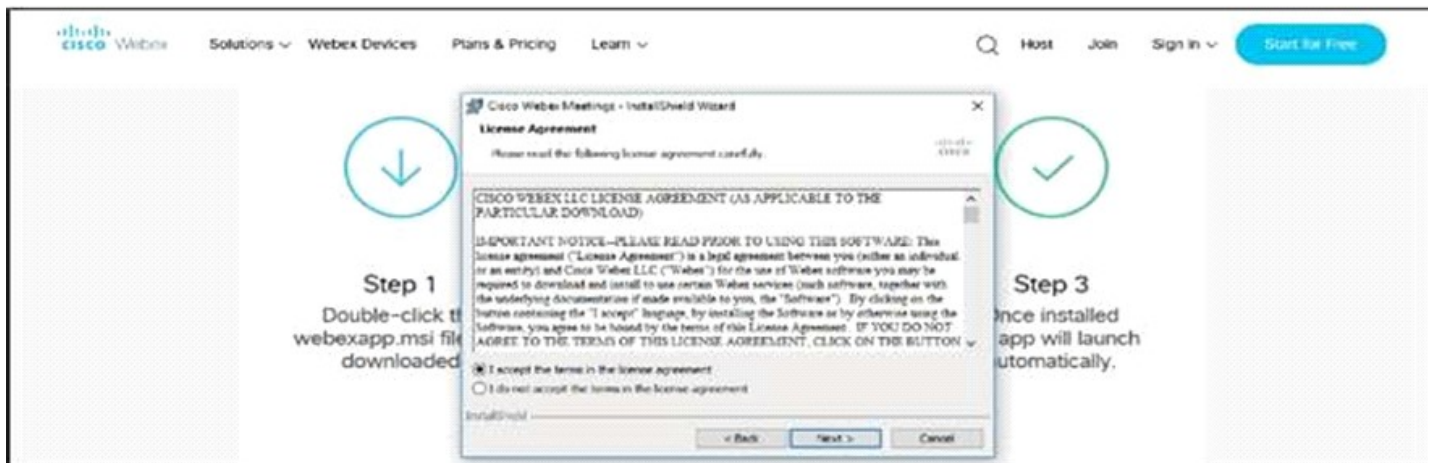 CISCO Webex
Solutions
Webex Devices
Plans & Pricing
Learn
Host
Join
Sign in
Start for Free
Cisco Webex Meetings - InstallShield Wizard
License Agreement
Please read the following license agreement carefully.
CISCO
CISCO WEBEX LLC LICENSE AGREEMENT (AS APPLICABLE TO THE
PARTICULAR DOWNLOAD)
IMPORTANT NOTICE--PLEASE READ PRIOR TO USING THIS SOFTWARE: This
license agreement ("License Agreement") is a legal agreement between you (either an individual
or an entity) and Cisco Webex LLC ("Webex") for the use of Webex software you may be
required to download and install to use certain Webex services (such software, together with
the underlying documentation if made available to you, the "Software"). By clicking on the
button containing the "I accept" language, by installing the Software or by otherwise using the
Software, you agree to be bound by the terms of this License Agreement. IF YOU DO NOT
AGREE TO THE TERMS OF THIS LICENSE AGREEMENT, CLICK ON THE BUTTON
I accept the terms in the license agreement
I do not accept the terms in the license agreement
InstallShield
< Back
Next >
Cancel
Step 1
Double-click th
webexapp.msi file
downloaded
Step 3
Once installed
app will launch
utomatically.